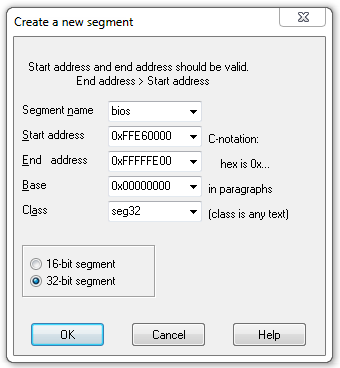 Create a new segment
Start address and end address should be valid.
End address > Start address
Segment name bios
Start address 0xFFE60000 C-notation:
End address 0xFFFFFE00 hex is 0x...
Base 0x00000000 in paragraphs
Class seg32 (class is any text)
16-bit segment
32-bit segment
OK Cancel Help